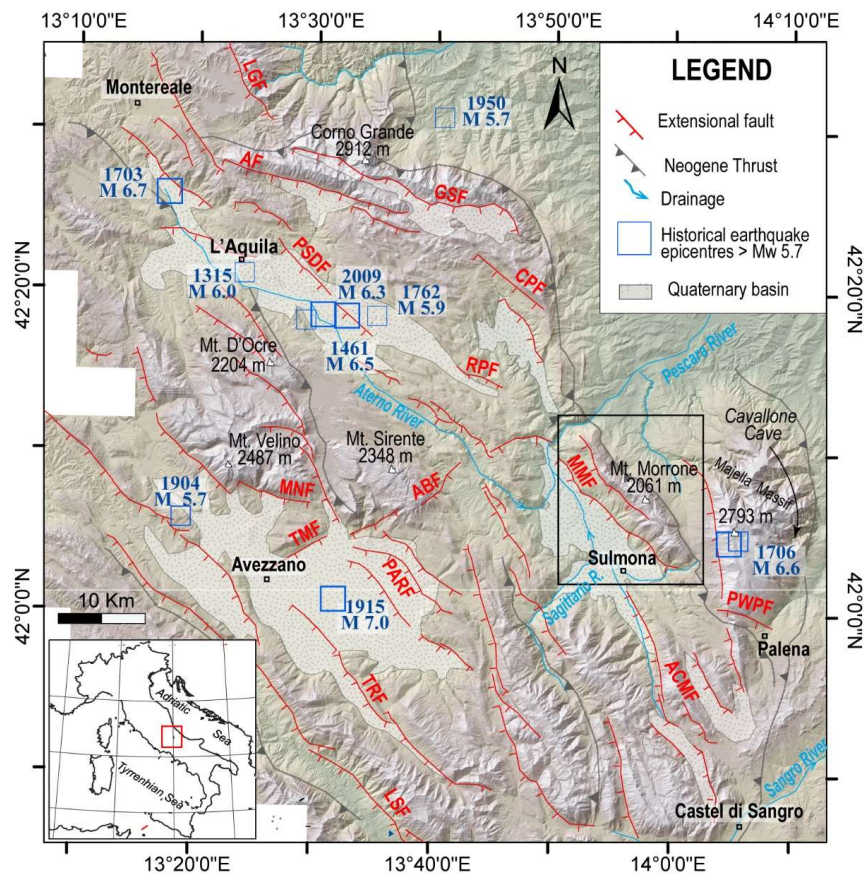 13°10'0"E
13°30'0"E
13°50'0"E
14°10'0"E
LEGEND
Extensional fault
Neogene Thrust
Drainage
Historical earthquake
epicentres > Mw 5.7
Quaternary basin
N
Montereale
LGF
1950
M 5.7
Corno Grande
2912 m
AF
GSF
1703
M 6.7
L'Aquila
PSDF
CPF
1315
M 6.0
2009
M 6.3
1762
M 5.9
42°20'0"N
42°20'0"N
Mt. D'Ocre
2204 m
1461
M 6.5
RPF
Pescara River
Aterno River
Cavallone
Cave
Mt. Velino
2487 m
Mt. Sirente
2348 m
MMF
Mt. Morrone
2061 m
Majella Massif
2793 m
1904
M 5.7
MNF
ABF
TMF
Sulmona
1706
M 6.6
Avezzano
PARF
Sagittario R.
PWPF
42°0'0"N
42°0'0"N
10 Km
1915
M 7.0
Palena
TRF
ACMF
Adriatic
Sea
Tyrrhenian Sea
LSF
Sangro River
Castel di Sangro
13°20'0"E
13°40'0"E
14°0'0"E